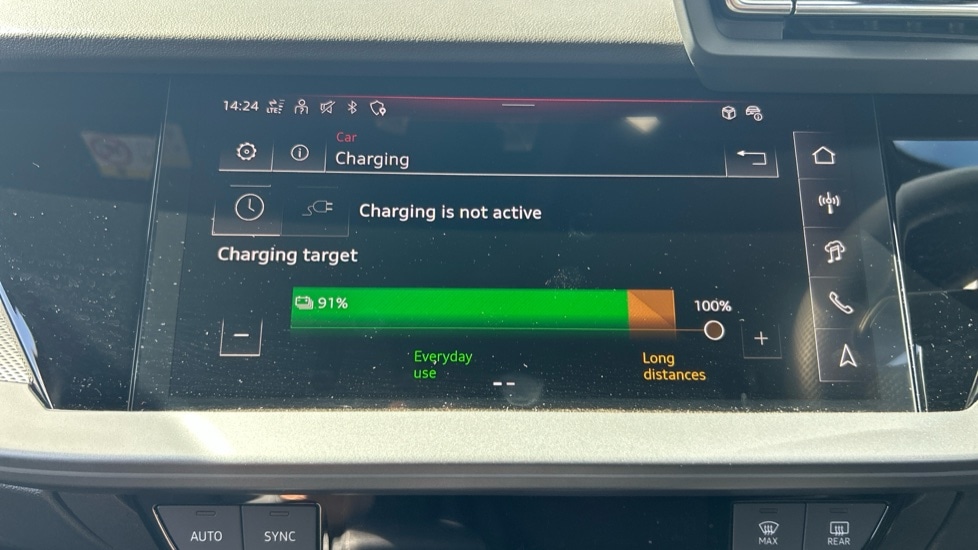 14:24 LTE
Car
Charging
Charging is not active
Charging target
91%
100%
Everyday
use
Long
distances
AUTO SYNC MAX REAR